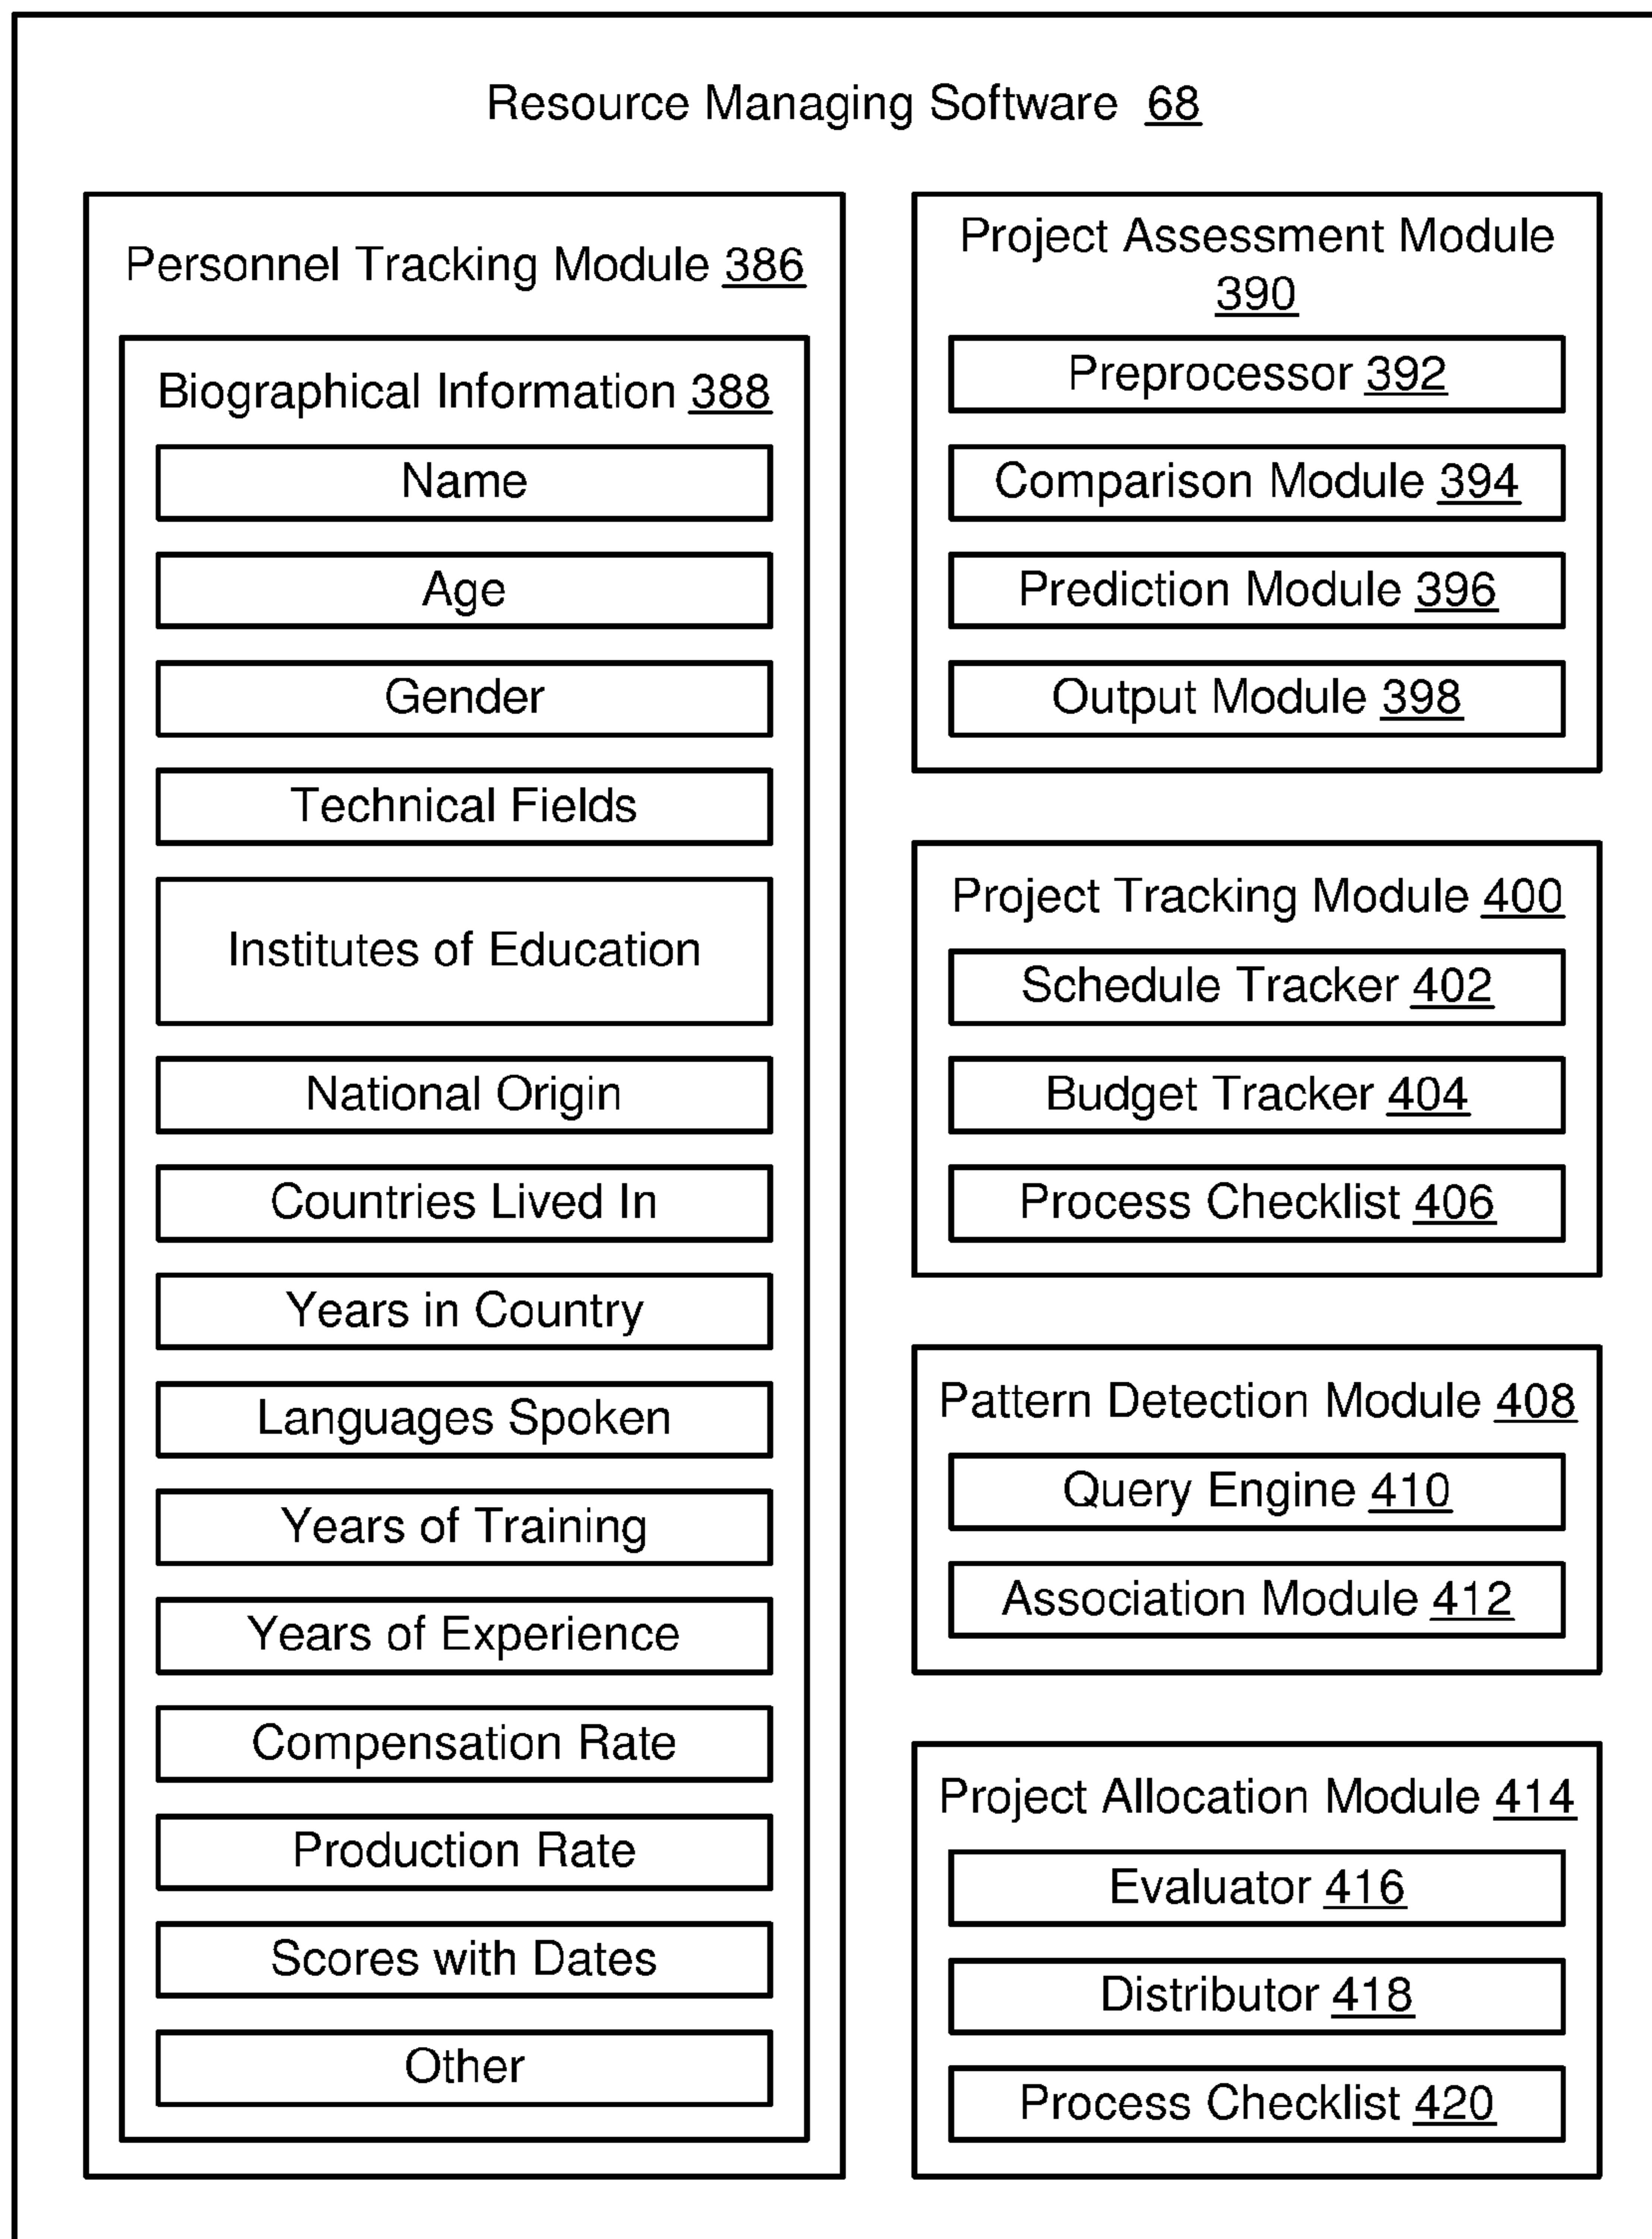 Resource Managing Software 68
Personnel Tracking Module 386
Biographical Information 388
Name
Age
Gender
Technical Fields
Institutes of Education
National Origin
Countries Lived In
Years in Country
Languages Spoken
Years of Training
Years of Experience
Compensation Rate
Production Rate
Scores with Dates
Other
Project Assessment Module
390
Preprocessor 392
Comparison Module 394
Prediction Module 396
Output Module 398
Project Tracking Module 400
Schedule Tracker 402
Budget Tracker 404
Process Checklist 406
Pattern Detection Module 408
Query Engine 410
Association Module 412
Project Allocation Module 414
Evaluator 416
Distributor 418
Process Checklist 420